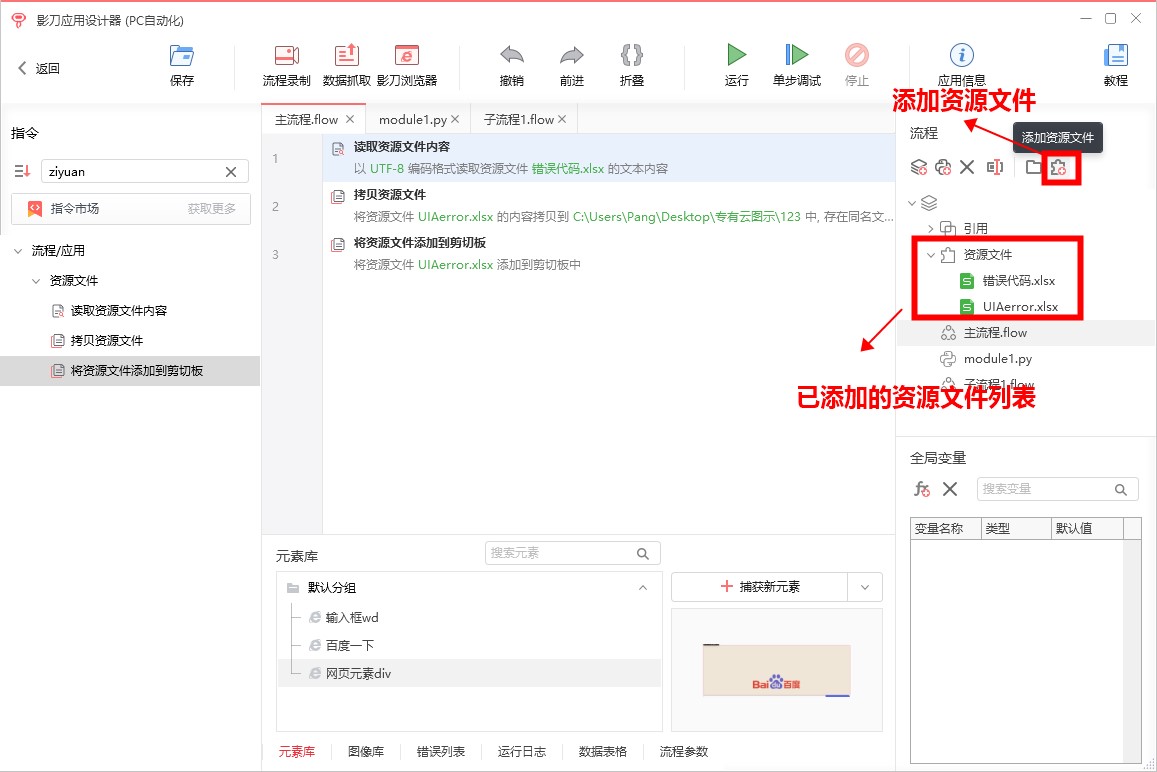 影刀应用设计器 (PC自动化)
返回
保存
流程录制
数据抓取
影刀浏览器
撤销
前进
折叠
运行
单步调试
停止
应用信息
教程
添加资源文件
指令
ziyuan
指令市场
获取更多
流程/应用
资源文件
读取资源文件内容
拷贝资源文件
将资源文件添加到剪切板
主流程.flow
module1.py
子流程1.flow
1
读取资源文件内容
以 UTF-8 编码格式读取资源文件 错误代码.xlsx 的文本内容
2
拷贝资源文件
将资源文件 UIAerror.xlsx 的内容拷贝到 C:\Users\Pang\Desktop\专有云图示\123 中, 存在同名文...
3
将资源文件添加到剪切板
将资源文件 UIAerror.xlsx 添加到剪切板中
流程
添加资源文件
引用
资源文件
错误代码.xlsx
UIAerror.xlsx
主流程.flow
module1.py
子流程1.flow
已添加的资源文件列表
全局变量
搜索变量
变量名称
类型
默认值
元素库
搜索元素
默认分组
输入框wd
百度一下
网页元素div
捕获新元素
Bai百度
元素库
图像库
错误列表
运行日志
数据表格
流程参数